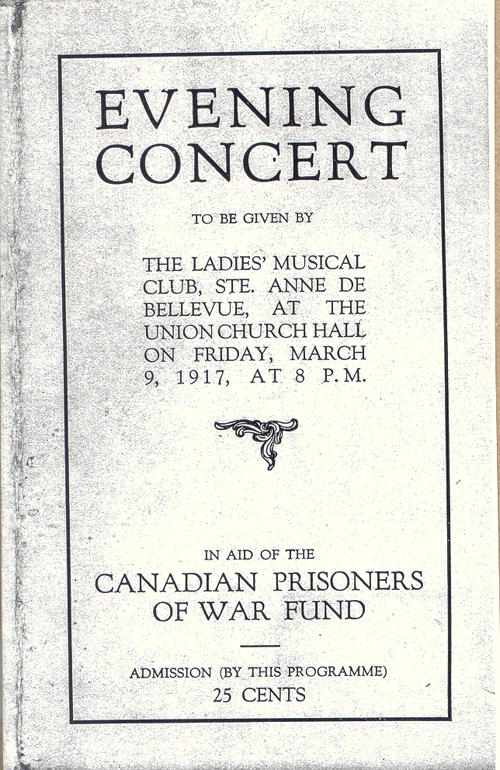 EVENING
CONCERT
TO BE GIVEN BY
THE LADIES' MUSICAL
CLUB, STE. ANNE DE
BELLEVUE, AT THE
UNION CHURCH HALL
ON FRIDAY, MARCH
9, 1917, AT 8 P.M.
IN AID OF THE
CANADIAN PRISONERS
OF WAR FUND
ADMISSION (BY THIS PROGRAMME)
25 CENTS